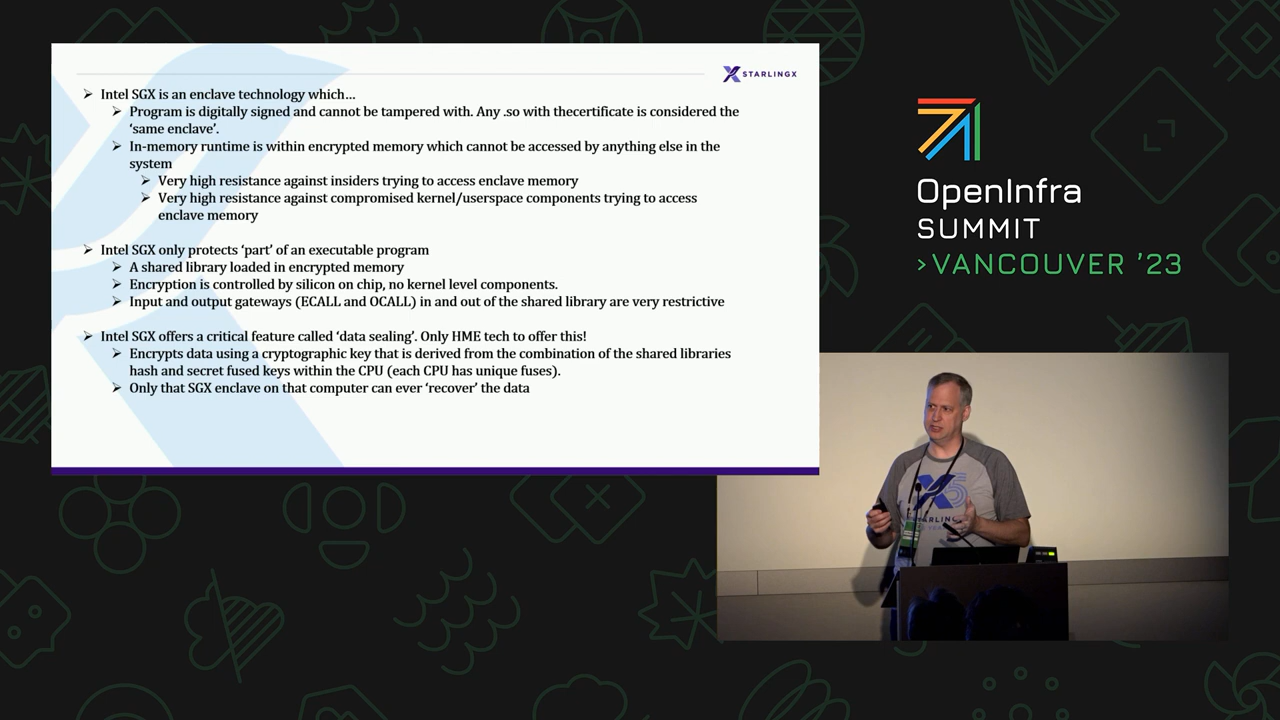 STARLINGX
Intel SGX is an enclave technology which...
Program is digitally signed and cannot be tampered with. Any .so with thecertificate is considered the
‘same enclave’.
In-memory runtime is within encrypted memory which cannot be accessed by anything else in the
system
Very high resistance against insiders trying to access enclave memory
Very high resistance against compromised kernel/userspace components trying to access
enclave memory
Intel SGX only protects ‘part’ of an executable program
A shared library loaded in encrypted memory
Encryption is controlled by silicon on chip, no kernel level components.
Input and output gateways (ECALL and OCALL) in and out of the shared library are very restrictive
Intel SGX offers a critical feature called ‘data sealing’. Only HME tech to offer this!
Encrypts data using a cryptographic key that is derived from the combination of the shared libraries
hash and secret fused keys within the CPU (each CPU has unique fuses).
Only that SGX enclave on that computer can ever ‘recover’ the data
OpenInfra
SUMMIT
>VANCOUVER ’23